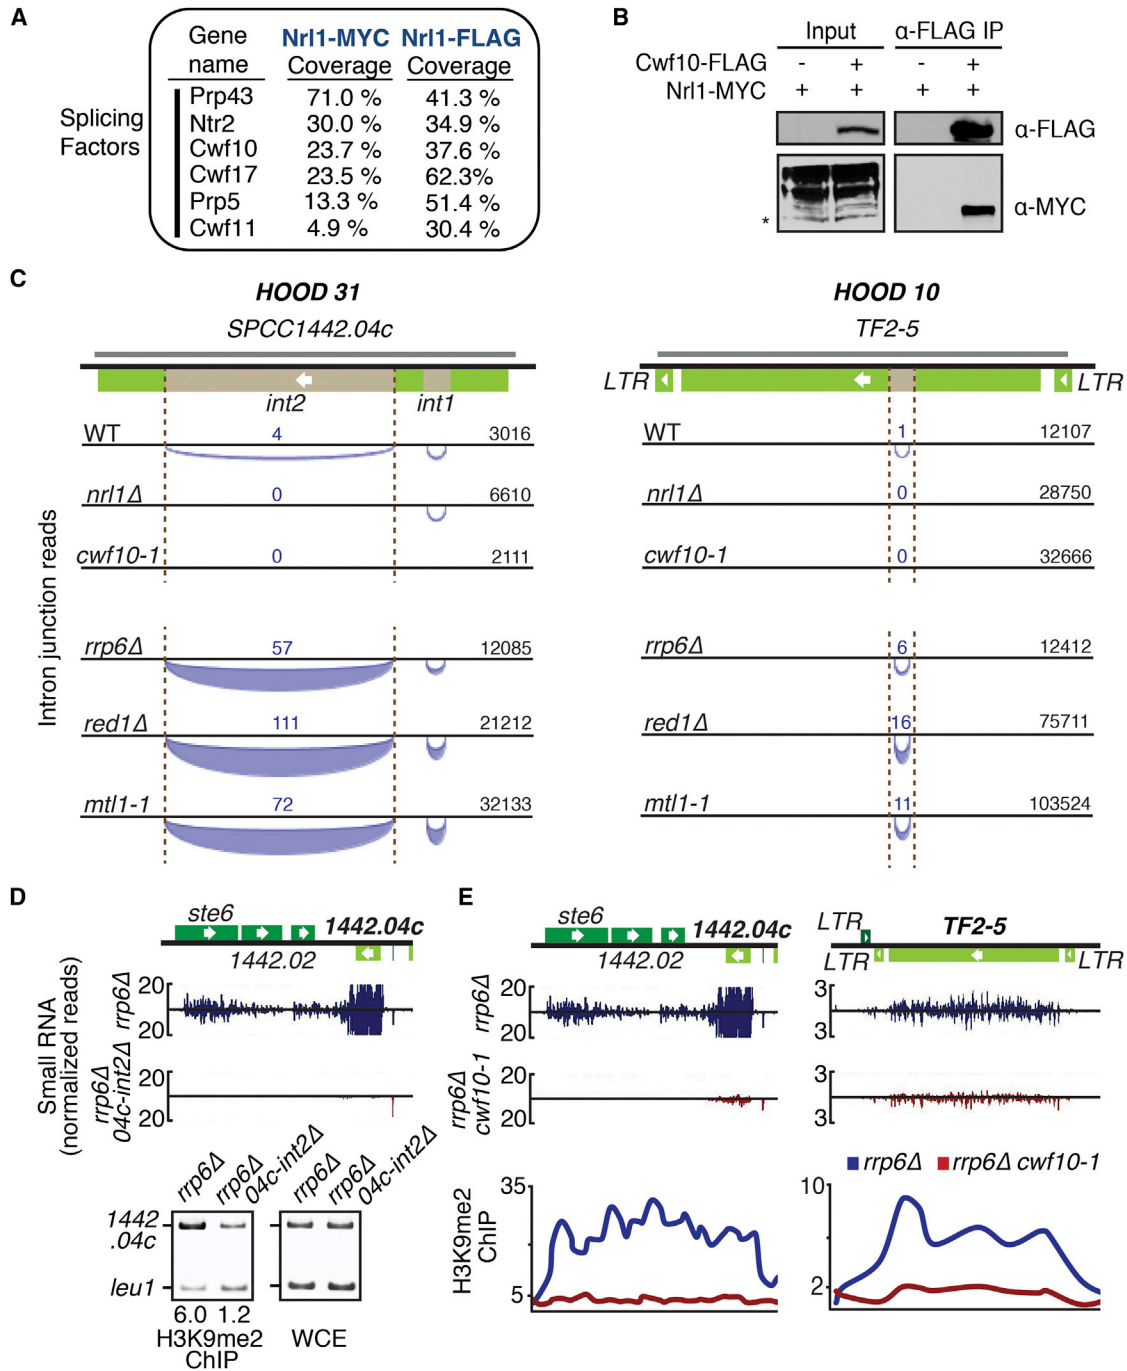 A
Gene name
Nrl1-MYC Nrl1-FLAG
Coverage Coverage
Splicing Factors
Prp43 71.0 % 41.3 %
Ntr2 30.0 % 34.9 %
Cwf10 23.7 % 37.6 %
Cwf17 23.5 % 62.3%
Prp5 13.3 % 51.4 %
Cwf11 4.9 % 30.4 %
B
Input α-FLAG IP
Cwf10-FLAG - + - +
Nrl1-MYC + + + +
α-FLAG
α-MYC
*
C
HOOD 31
SPCC1442.04c
int2 int1
Intron junction reads
WT 4 3016
nrl1Δ 0 6610
cwf10-1 0 2111
rrp6Δ 57 12085
red1Δ 111 21212
mtl1-1 72 32133
HOOD 10
TF2-5
LTR LTR
WT 1 12107
nrl1Δ 0 28750
cwf10-1 0 32666
rrp6Δ 6 12412
red1Δ 16 75711
mtl1-1 11 103524
D
ste6 1442.04c
1442.02
Small RNA
(normalized reads)
rrp6Δ
20
20
rrp6Δ
04c-int2Δ
20
20
rrp6Δ
rrp6Δ
04c-int2Δ
rrp6Δ
rrp6Δ
04c-int2Δ
1442
.04c
leu1
6.0 1.2
H3K9me2
ChIP
WCE
E
ste6 1442.04c
1442.02
LTR
TF2-5
LTR LTR
rrp6Δ
20
20
3
3
rrp6Δ
cwf10-1
20
20
3
3
rrp6Δ rrp6Δ cwf10-1
H3K9me2
ChIP
35
5
10
2